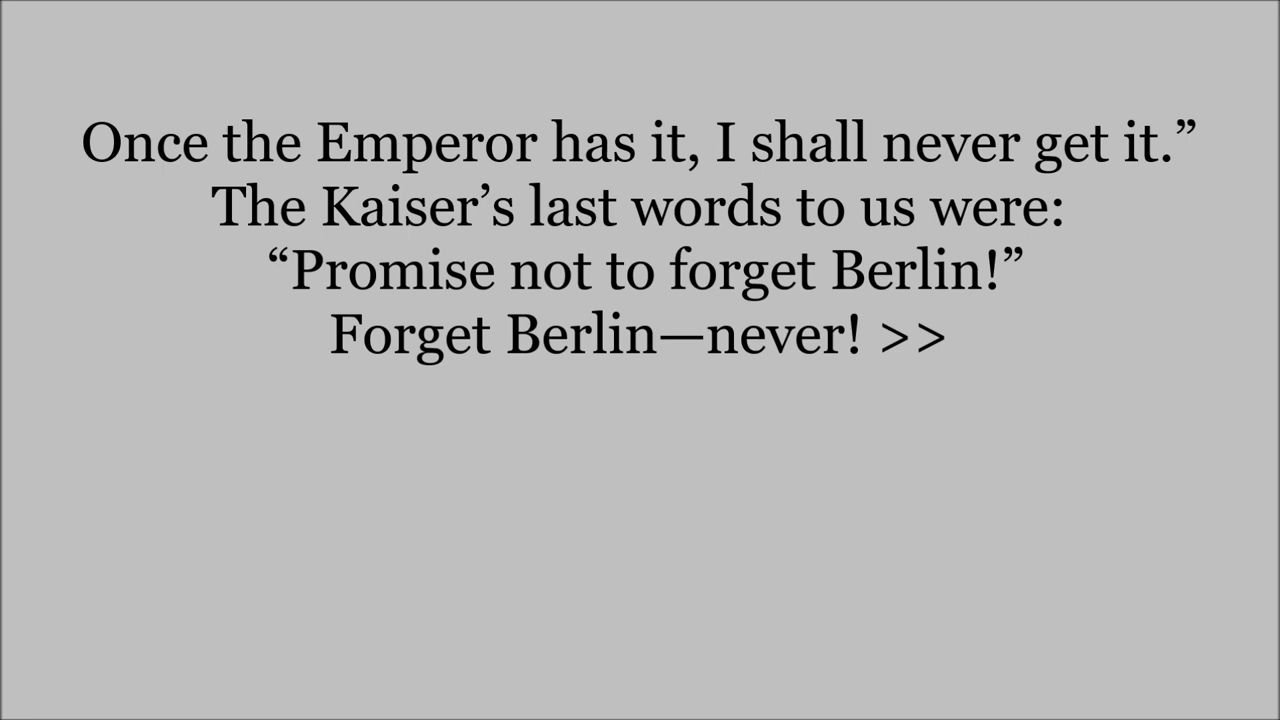 Once the Emperor has it, I shall never get it.”
The Kaiser’s last words to us were:
“Promise not to forget Berlin!”
Forget Berlin—never! >>